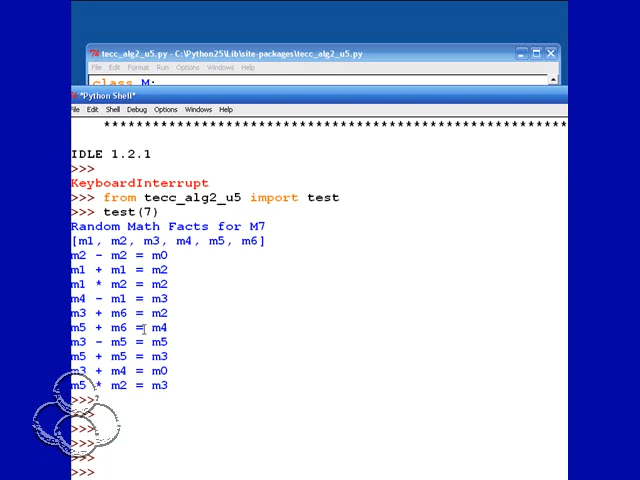 tecc_alg2_u5.py - C:\Python25\Lib\site-packages\tecc_alg2_u5.py
File Edit Format Run Options Windows Help
class M:
*Python Shell*
File Edit Shell Debug Options Windows Help
****************************************************************
IDLE 1.2.1
>>>
KeyboardInterrupt
>>> from tecc_alg2_u5 import test
>>> test(7)
Random Math Facts for M7
[m1, m2, m3, m4, m5, m6]
m2 - m2 = m0
m1 + m1 = m2
m1 * m2 = m2
m4 - m1 = m3
m3 + m6 = m2
m5 + m6 = m4
m3 - m5 = m5
m5 + m5 = m3
m3 + m4 = m0
m5 * m2 = m3
>>>
>>>
>>>
>>>
>>>
>>>